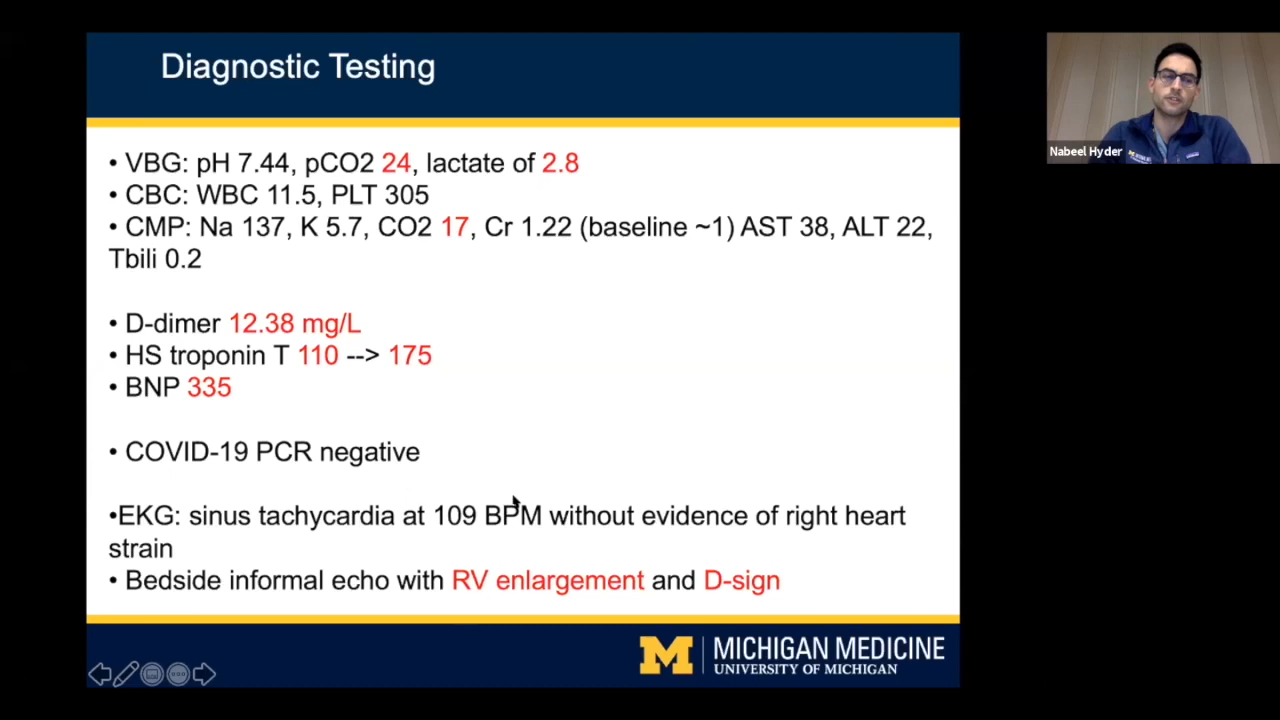 Diagnostic Testing
• VBG: pH 7.44, pCO2 24, lactate of 2.8
• CBC: WBC 11.5, PLT 305
• CMP: Na 137, K 5.7, CO2 17, Cr 1.22 (baseline ~1) AST 38, ALT 22,
Tbili 0.2
• D-dimer 12.38 mg/L
• HS troponin T 110 --> 175
• BNP 335
• COVID-19 PCR negative
•EKG: sinus tachycardia at 109 BPM without evidence of right heart
strain
• Bedside informal echo with RV enlargement and D-sign
M MICHIGAN MEDICINE
UNIVERSITY OF MICHIGAN
Nabeel Hyder